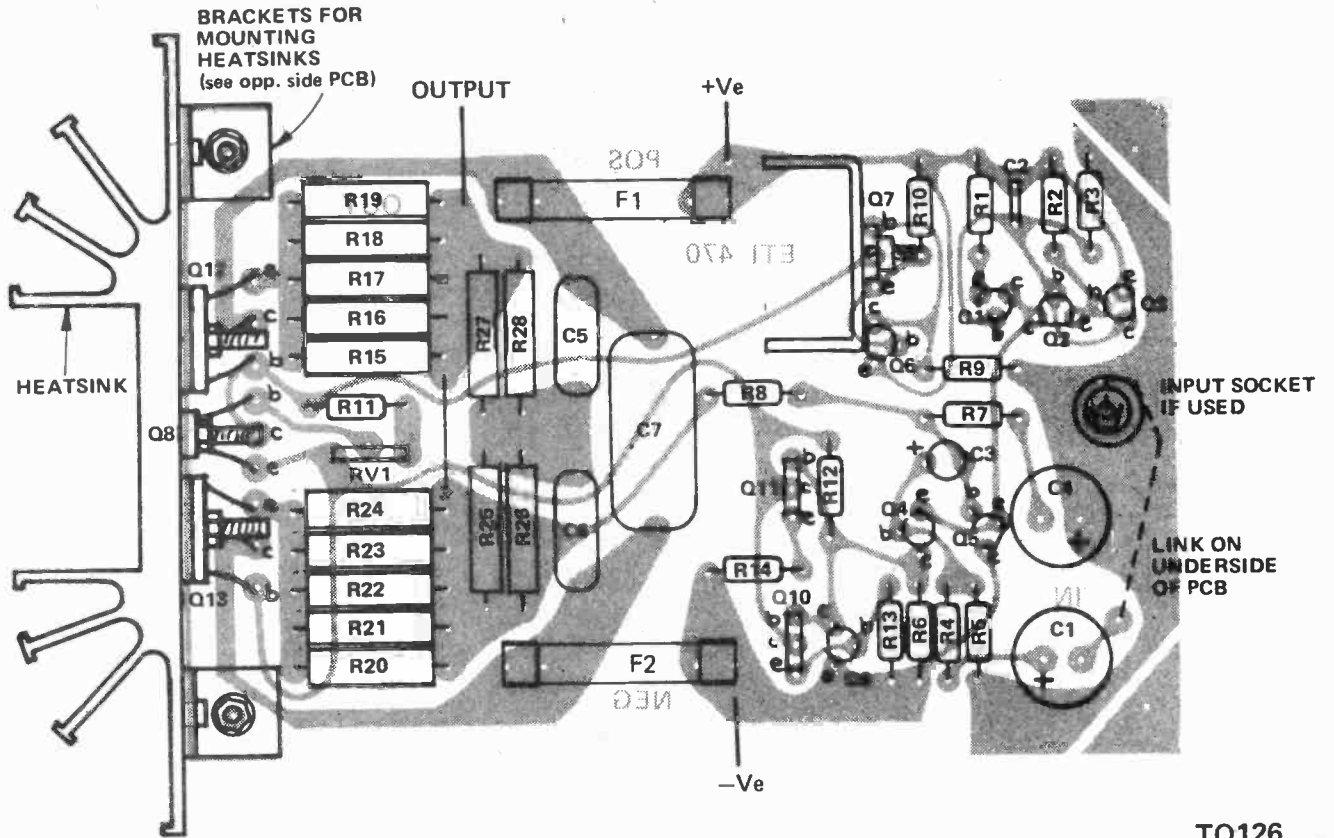 BRACKETS FOR
MOUNTING
HEATSINKS
(see opp. side PCB)
OUTPUT
+Ve
POS
R19
F1
Q7
R10
R1
C2
R2
R3
R18
ETI 470
Q12
e
R17
c
R16
R27
R28
C5
Q1
Q2
Q3
R15
Q6
R9
HEATSINK
b
b
R11
R8
R7
INPUT SOCKET
IF USED
Q8
c
C7
C3
e
RV1
Q11
R12
e
R24
R25
R26
C6
Q4
Q5
C4
c
R23
LINK ON
UNDERSIDE
OF PCB
R22
R14
Q13
b
Q10
IN
R21
R13
R6
R4
R5
C1
R20
F2
NEG
−Ve
TO126